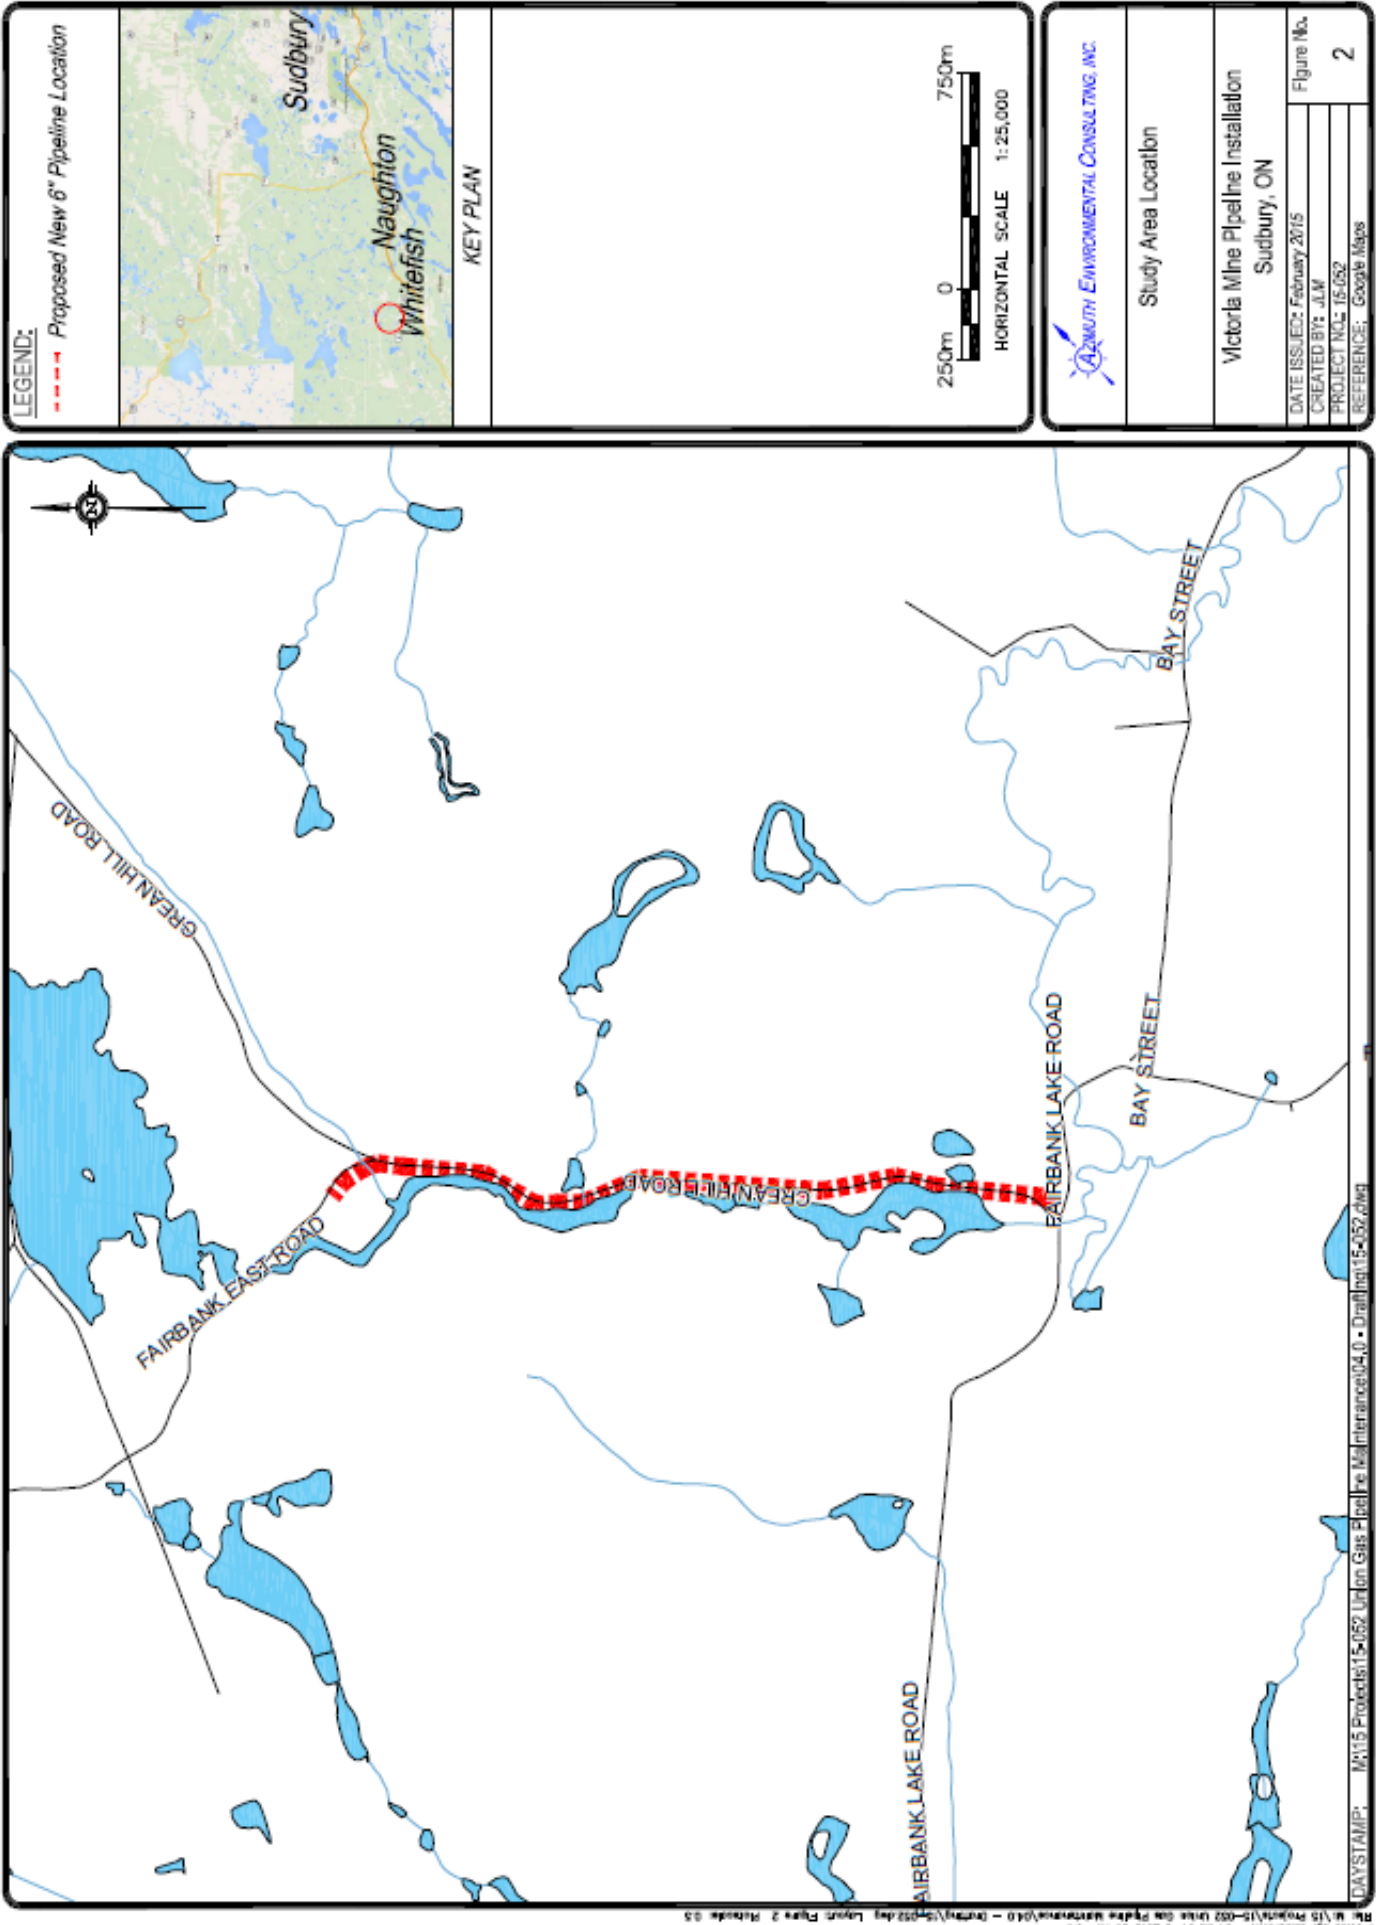 LEGEND:
Proposed New 6" Pipeline Location
Sudbury
Naughton
Whitefish
KEY PLAN
250m 0 750m
HORIZONTAL SCALE 1:25,000
AZIMUTH ENVIRONMENTAL CONSULTING, INC.
Study Area Location
Victoria Mine Pipeline Installation
Sudbury, ON
DATE ISSUED: February 2015
CREATED BY: JLM
PROJECT NO.: 15-052
REFERENCE: Google Maps
Figure No.
2
N
CREAN HILL ROAD
FAIRBANK EAST ROAD
CREAN HILL ROAD
FAIRBANK LAKE ROAD
BAY STREET
BAY STREET
FAIRBANK LAKE ROAD
DAYSTAMP: M:\15 Projects\15-052 Union Gas Pipeline Maintenance\04.0 - Drafting\15-052.dwg